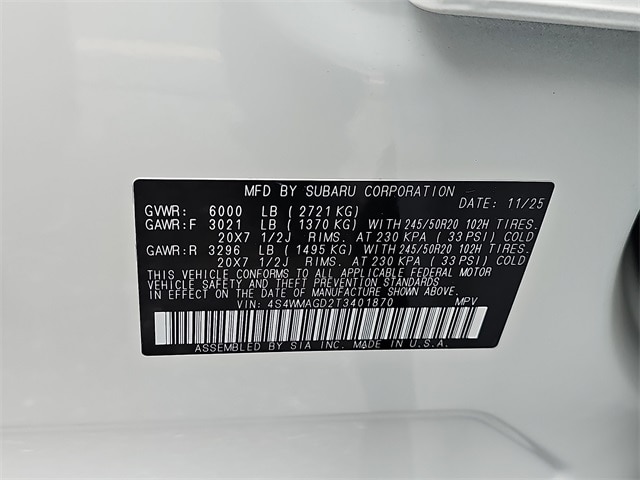 MFD BY SUBARU CORPORATION
DATE: 11/25
GVWR: 6000 LB ( 2721 KG)
GAWR:F 3021 LB ( 1370 KG) WITH 245/50R20 102H TIRES.
20X7 1/2J RIMS. AT 230 KPA ( 33 PSI) COLD
GAWR:R 3296 LB ( 1495 KG) WITH 245/50R20 102H TIRES.
20X7 1/2J RIMS. AT 230 KPA ( 33 PSI) COLD
THIS VEHICLE CONFORMS TO ALL APPLICABLE FEDERAL MOTOR
VEHICLE SAFETY AND THEFT PREVENTION STANDARDS
IN EFFECT ON THE DATE OF MANUFACTURE SHOWN ABOVE.
VIN: 4S4WMAGD2T3401870 MPV
ASSEMBLED BY SIA INC. MADE IN U.S.A.